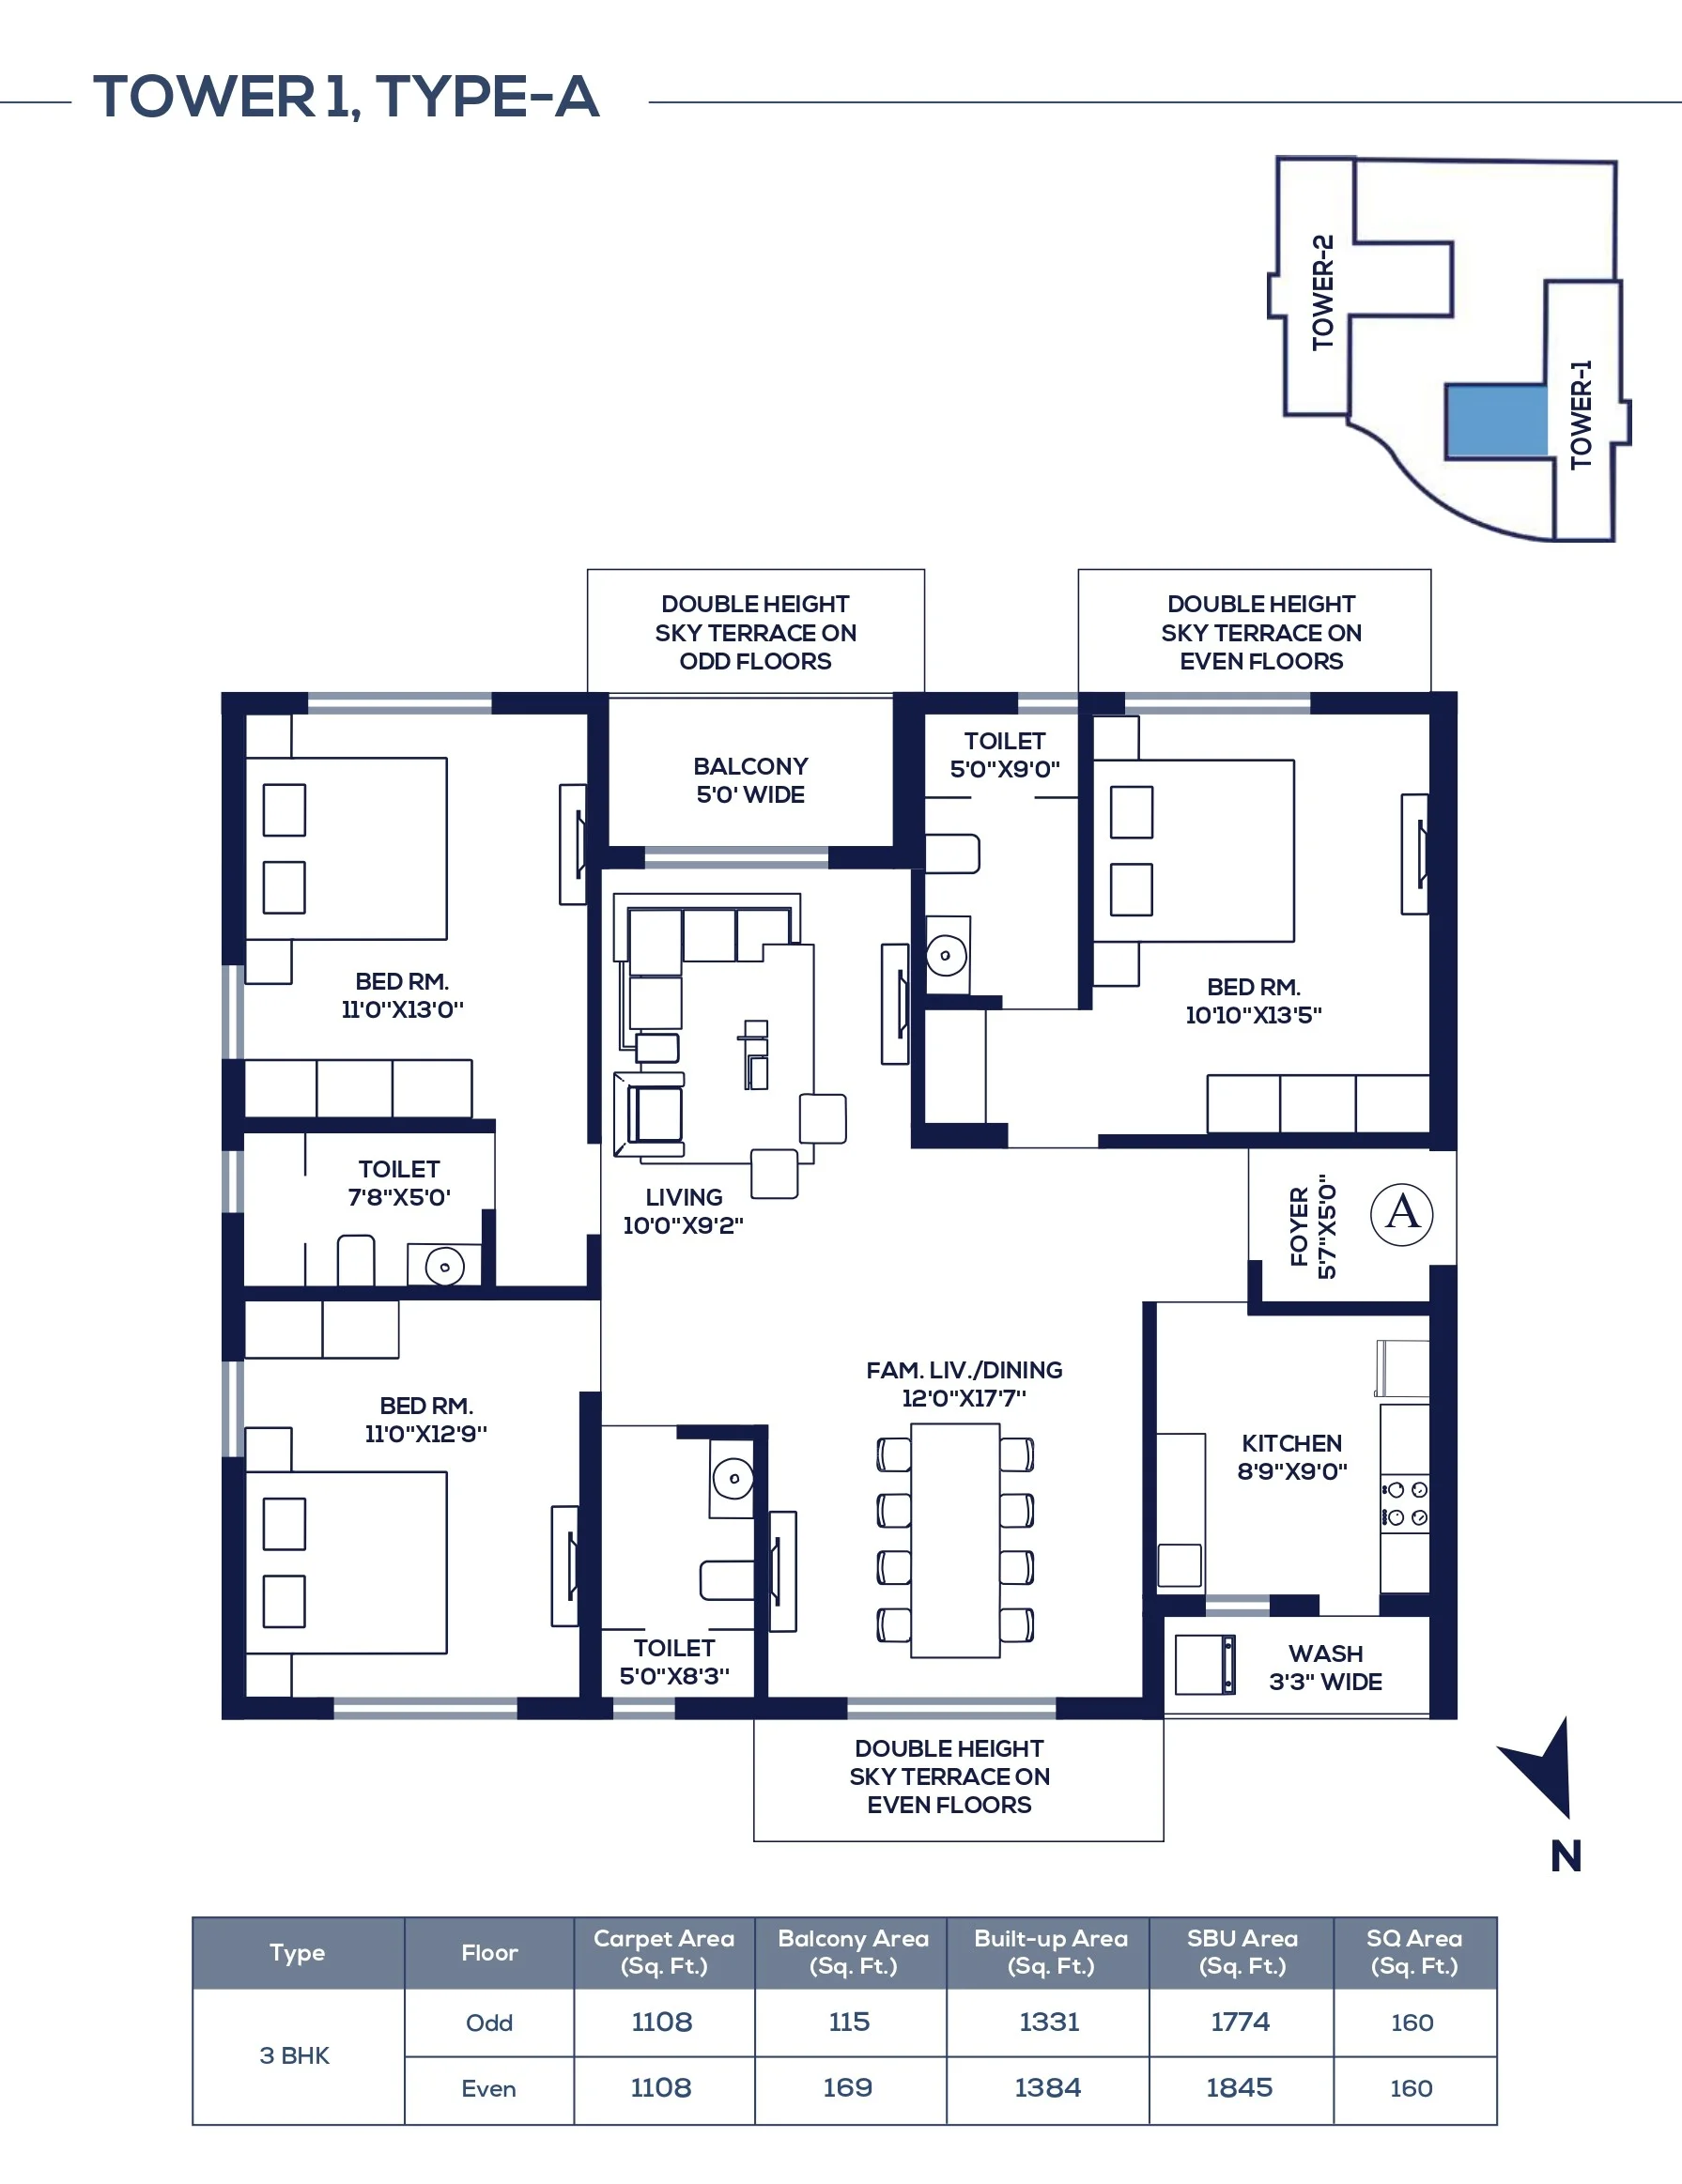 TOWER 1, TYPE-A
TOWER-2
TOWER-1
DOUBLE HEIGHT
SKY TERRACE ON
ODD FLOORS
DOUBLE HEIGHT
SKY TERRACE ON
EVEN FLOORS
BALCONY
5'0' WIDE
TOILET
5'0"X9'0"
BED RM.
11'0"X13'0"
BED RM.
10'10"X13'5"
TOILET
7'8"X5'0'
LIVING
10'0"X9'2"
FOYER
5'7"X5'0"
A
BED RM.
11'0"X12'9"
FAM. LIV./DINING
12'0"X17'7"
KITCHEN
8'9"X9'0"
TOILET
5'0"X8'3"
WASH
3'3" WIDE
DOUBLE HEIGHT
SKY TERRACE ON
EVEN FLOORS
N
Type Floor Carpet Area (Sq. Ft.) Balcony Area (Sq. Ft.) Built-up Area (Sq. Ft.) SBU Area (Sq. Ft.) SQ Area (Sq. Ft.)
3 BHK
Odd 1108 115 1331 1774 160
Even 1108 169 1384 1845 160